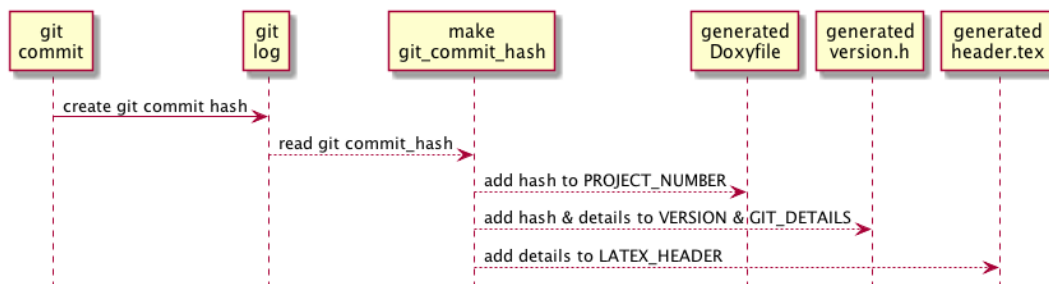 git
commit
git
log
make
git_commit_hash
generated
Doxyfile
generated
version.h
generated
header.tex
create git commit hash
read git commit_hash
add hash to PROJECT_NUMBER
add hash & details to VERSION & GIT_DETAILS
add details to LATEX_HEADER